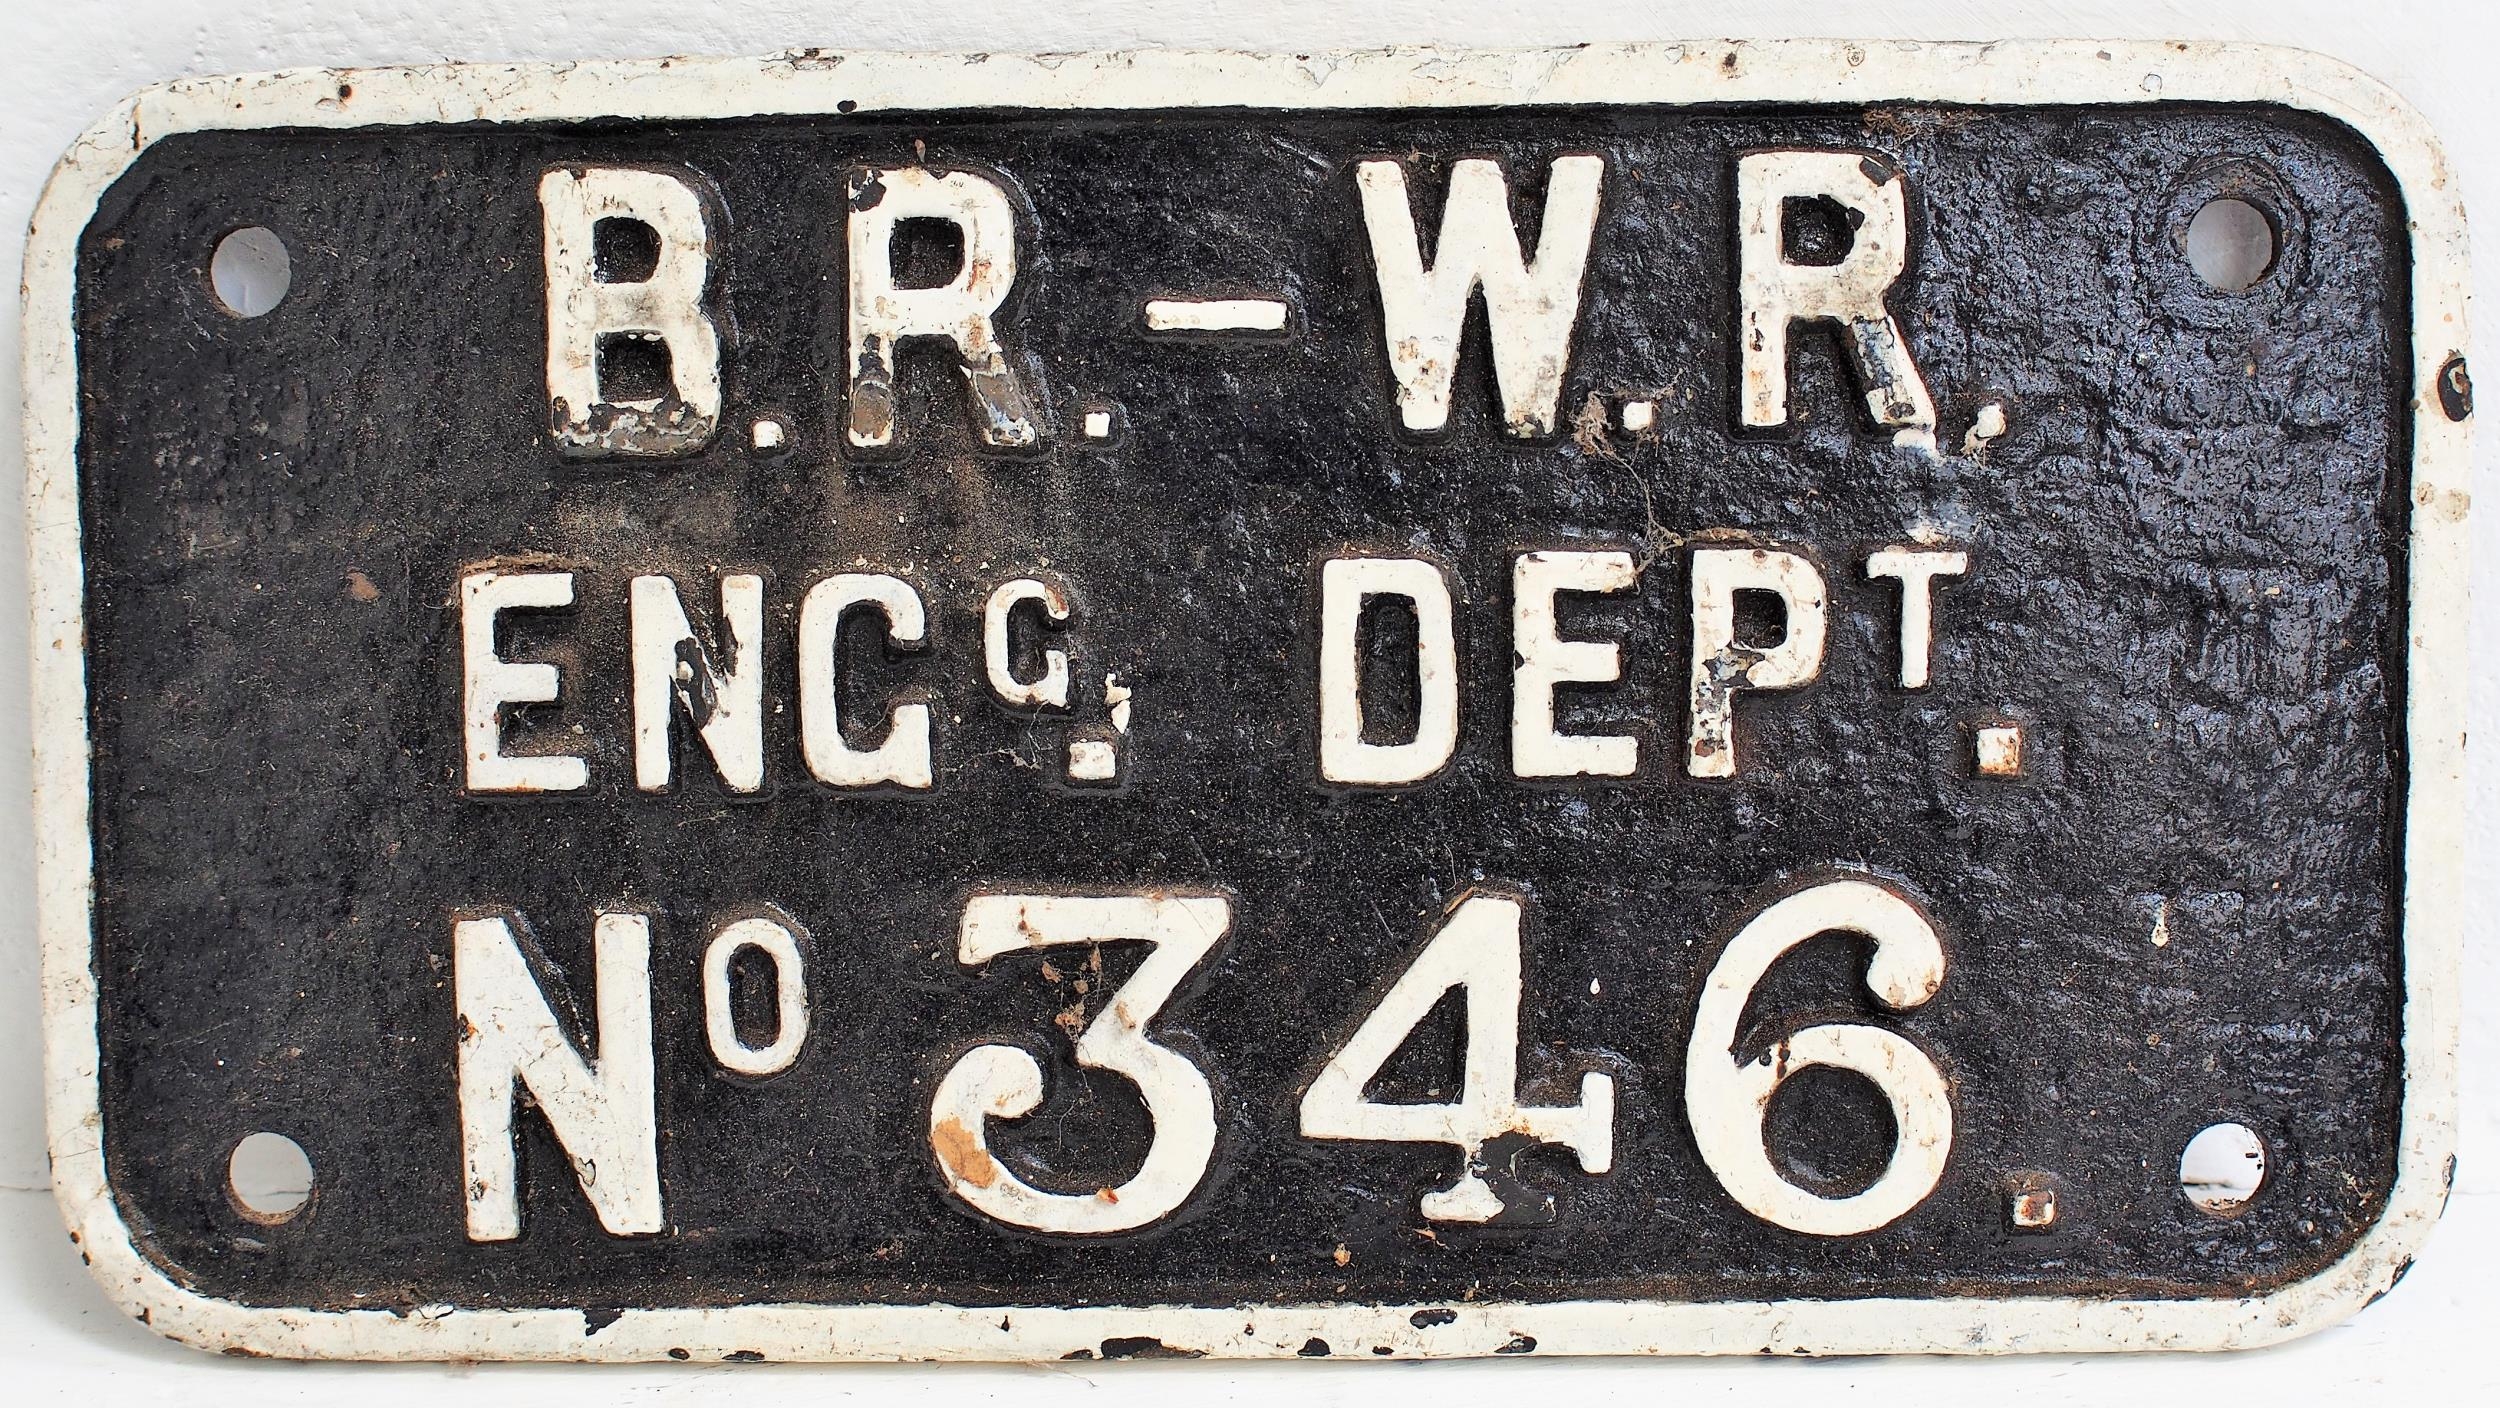 B.R.-W.R.
ENGG. DEPT.
No 346.